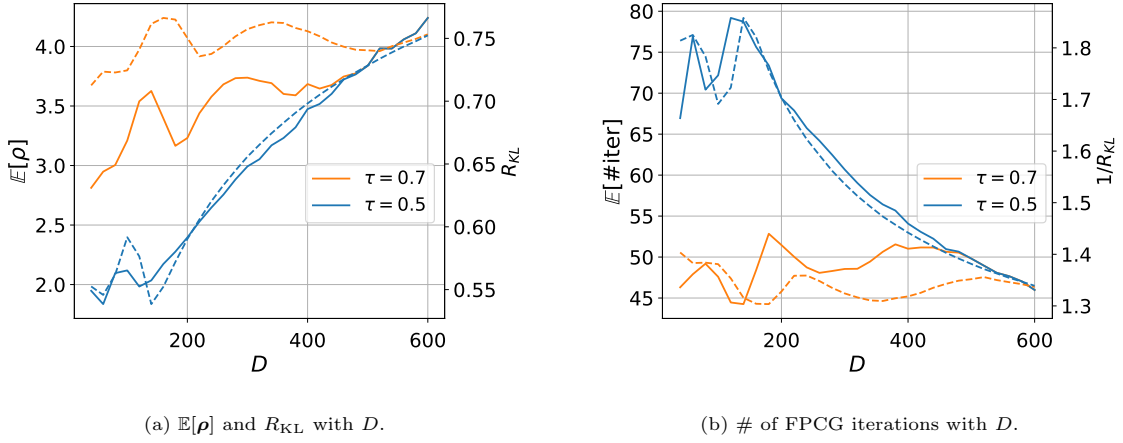 4.0
3.5
3.0
2.5
2.0
𝔼[ρ]
0.75
0.70
0.65
0.60
0.55
R_KL
τ = 0.7
τ = 0.5
200
400
600
D
(a) 𝔼[ρ] and R_KL with D.
80
75
70
65
60
55
50
45
𝔼[#iter]
1.8
1.7
1.6
1.5
1.4
1.3
1/R_KL
τ = 0.7
τ = 0.5
200
400
600
D
(b) # of FPCG iterations with D.